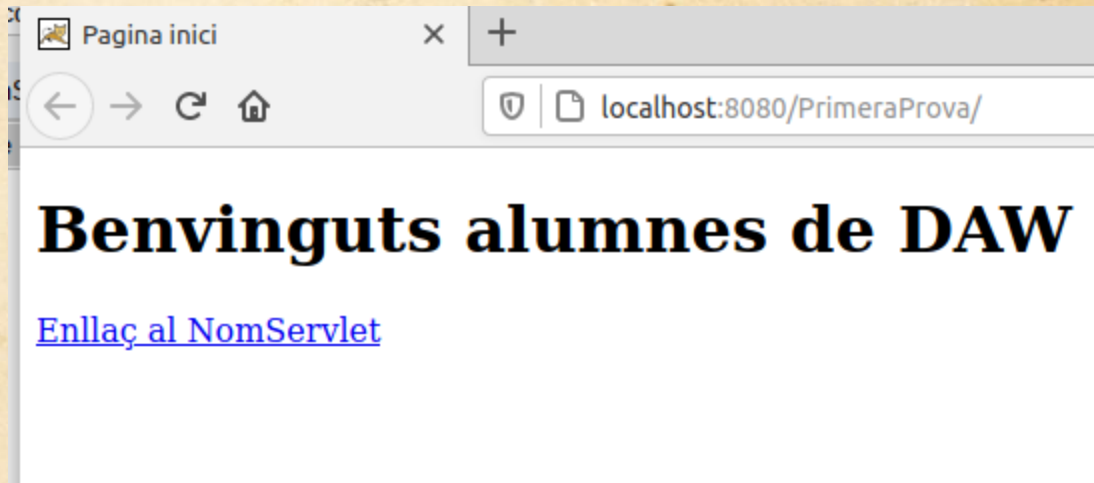 Pagina inici
localhost:8080/PrimeraProva/
Benvinguts alumnes de DAW
Enllaç al NomServlet